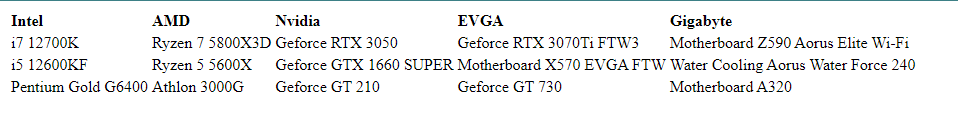 Intel AMD Nvidia EVGA Gigabyte
i7 12700K Ryzen 7 5800X3D Geforce RTX 3050 Geforce RTX 3070Ti FTW3 Motherboard Z590 Aorus Elite Wi-Fi
i5 12600KF Ryzen 5 5600X Geforce GTX 1660 SUPER Motherboard X570 EVGA FTW Water Cooling Aorus Water Force 240
Pentium Gold G6400 Athlon 3000G Geforce GT 210 Geforce GT 730 Motherboard A320